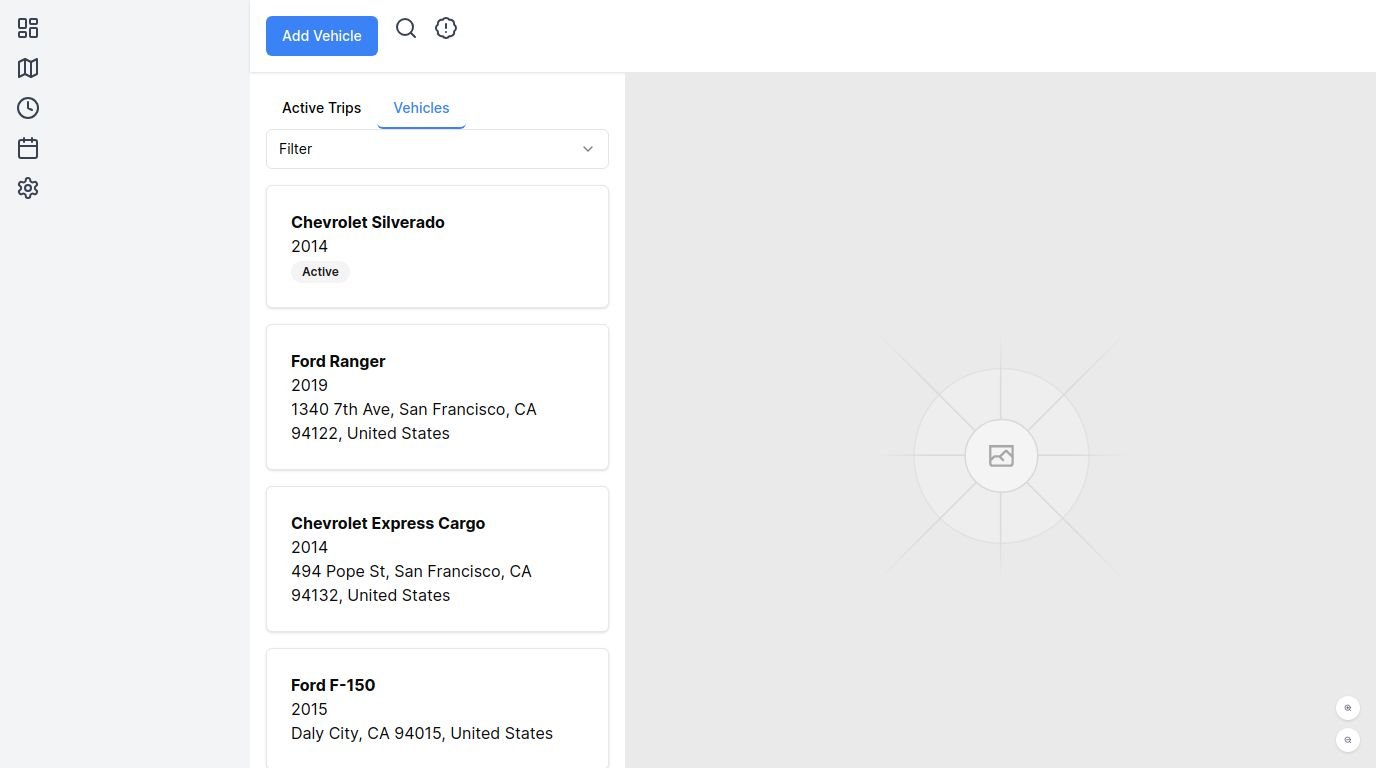 Add Vehicle
Active Trips
Vehicles
Filter
Chevrolet Silverado
2014
Active
Ford Ranger
2019
1340 7th Ave, San Francisco, CA
94122, United States
Chevrolet Express Cargo
2014
494 Pope St, San Francisco, CA
94132, United States
Ford F-150
2015
Daly City, CA 94015, United States